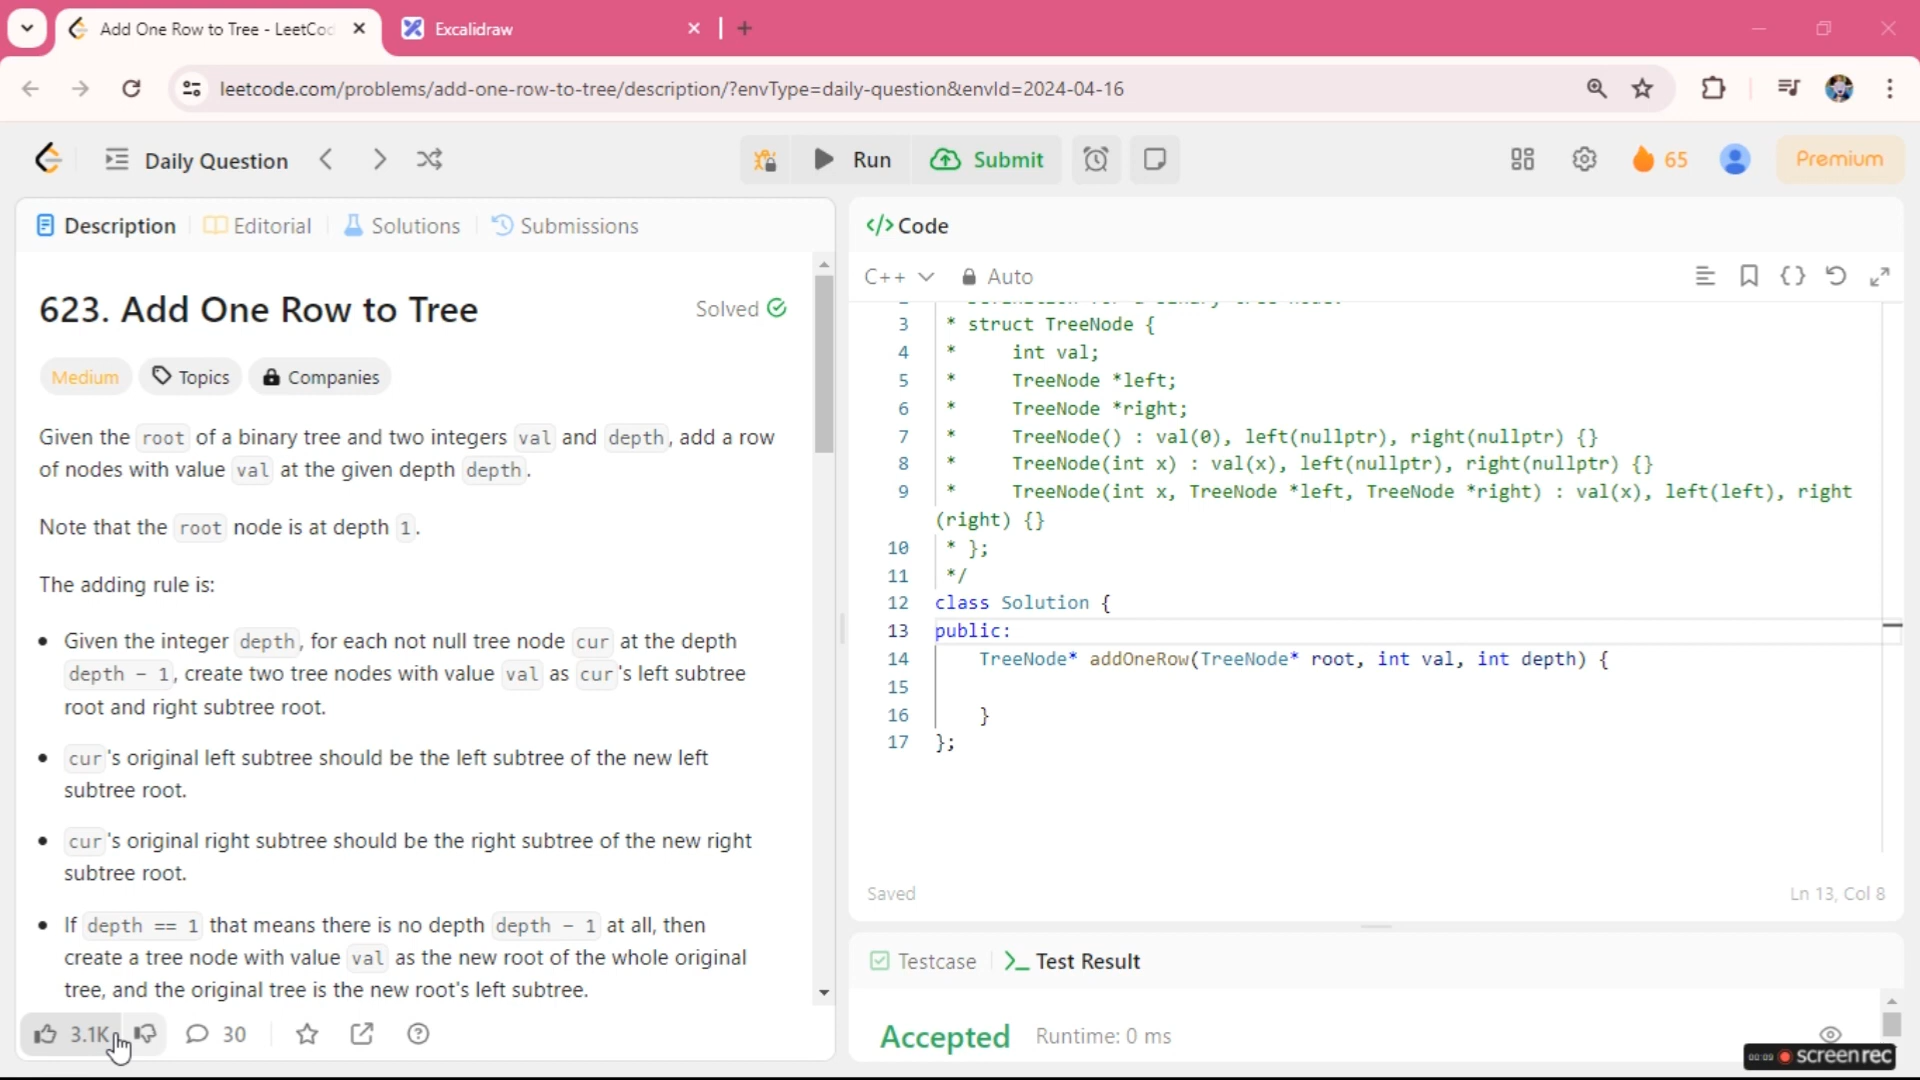 Add One Row to Tree - LeetCod
Excalidraw
leetcode.com/problems/add-one-row-to-tree/description/?envType=daily-question&envId=2024-04-16
Daily Question
Run
Submit
65
Premium
Description
Editorial
Solutions
Submissions
</> Code
C++
Auto
623. Add One Row to Tree
Solved
Medium
Topics
Companies
Given the root of a binary tree and two integers val and depth, add a row
of nodes with value val at the given depth depth.
Note that the root node is at depth 1.
The adding rule is:
• Given the integer depth, for each not null tree node cur at the depth
depth - 1, create two tree nodes with value val as cur's left subtree
root and right subtree root.
• cur's original left subtree should be the left subtree of the new left
subtree root.
• cur's original right subtree should be the right subtree of the new right
subtree root.
• If depth == 1 that means there is no depth depth - 1 at all, then
create a tree node with value val as the new root of the whole original
tree, and the original tree is the new root's left subtree.
3.1K
30
3 * struct TreeNode {
4 *     int val;
5 *     TreeNode *left;
6 *     TreeNode *right;
7 *     TreeNode() : val(0), left(nullptr), right(nullptr) {}
8 *     TreeNode(int x) : val(x), left(nullptr), right(nullptr) {}
9 *     TreeNode(int x, TreeNode *left, TreeNode *right) : val(x), left(left), right
(right) {}
10 * };
11 */
12 class Solution {
13 public:
14     TreeNode* addOneRow(TreeNode* root, int val, int depth) {
15
16     }
17 };
Saved
Ln 13, Col 8
Testcase
>_ Test Result
Accepted
Runtime: 0 ms
00:09
screenrec